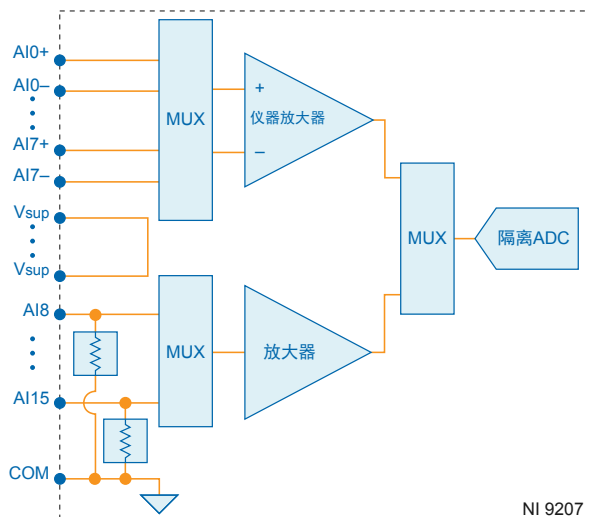 AI0+
AI0–
AI7+
AI7–
Vsup
Vsup
AI8
AI15
COM
MUX
+
仪器放大器
–
MUX
放大器
MUX
隔离ADC
NI 9207